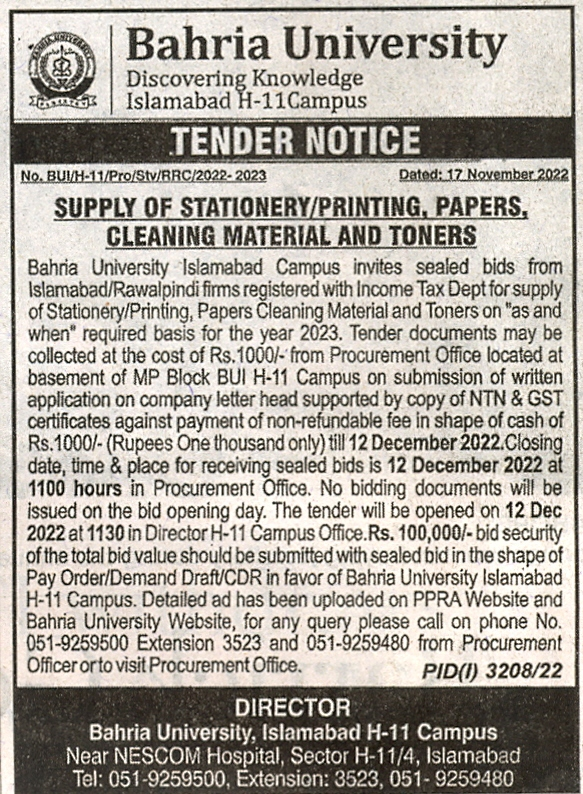 BAHRIA UNIVERSITY
Bahria University
Discovering Knowledge
Islamabad H-11Campus
TENDER NOTICE
No. BUI/H-11/Pro/Stv/RRC/2022- 2023 Dated: 17 November 2022
SUPPLY OF STATIONERY/PRINTING, PAPERS,
CLEANING MATERIAL AND TONERS
Bahria University Islamabad Campus invites sealed bids from
Islamabad/Rawalpindi firms registered with Income Tax Dept for supply
of Stationery/Printing, Papers Cleaning Material and Toners on "as and
when" required basis for the year 2023. Tender documents may be
collected at the cost of Rs.1000/- from Procurement Office located at
basement of MP Block BUI H-11 Campus on submission of written
application on company letter head supported by copy of NTN & GST
certificates against payment of non-refundable fee in shape of cash of
Rs.1000/- (Rupees One thousand only) till 12 December 2022.Closing
date, time & place for receiving sealed bids is 12 December 2022 at
1100 hours in Procurement Office. No bidding documents will be
issued on the bid opening day. The tender will be opened on 12 Dec
2022 at 1130 in Director H-11 Campus Office.Rs. 100,000/- bid security
of the total bid value should be submitted with sealed bid in the shape of
Pay Order/Demand Draft/CDR in favor of Bahria University Islamabad
H-11 Campus. Detailed ad has been uploaded on PPRA Website and
Bahria University Website, for any query please call on phone No.
051-9259500 Extension 3523 and 051-9259480 from Procurement
Officer or to visit Procurement Office. PID(I) 3208/22
DIRECTOR
Bahria University, Islamabad H-11 Campus
Near NESCOM Hospital, Sector H-11/4, Islamabad
Tel: 051-9259500, Extension: 3523, 051- 9259480